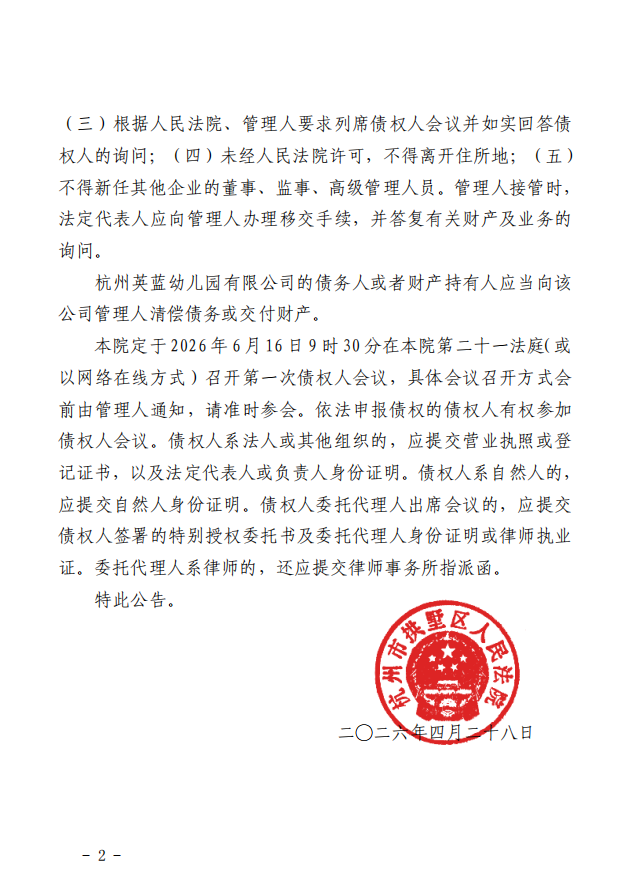 （三）根据人民法院、管理人要求列席债权人会议并如实回答债
权人的询问；（四）未经人民法院许可，不得离开住所地；（五）
不得新任其他企业的董事、监事、高级管理人员。管理人接管时，
法定代表人应向管理人办理移交手续，并答复有关财产及业务的
询问。
杭州英蓝幼儿园有限公司的债务人或者财产持有人应当向该
公司管理人清偿债务或交付财产。
本院定于2026年6月16日9时30分在本院第二十一法庭(或
以网络在线方式）召开第一次债权人会议，具体会议召开方式会
前由管理人通知，请准时参会。依法申报债权的债权人有权参加
债权人会议。债权人系法人或其他组织的，应提交营业执照或登
记证书，以及法定代表人或负责人身份证明。债权人系自然人的，
应提交自然人身份证明。债权人委托代理人出席会议的，应提交
债权人签署的特别授权委托书及委托代理人身份证明或律师执业
证。委托代理人系律师的，还应提交律师事务所指派函。
特此公告。
杭州市拱墅区人民法院
二〇二六年四月二十八日
- 2 -